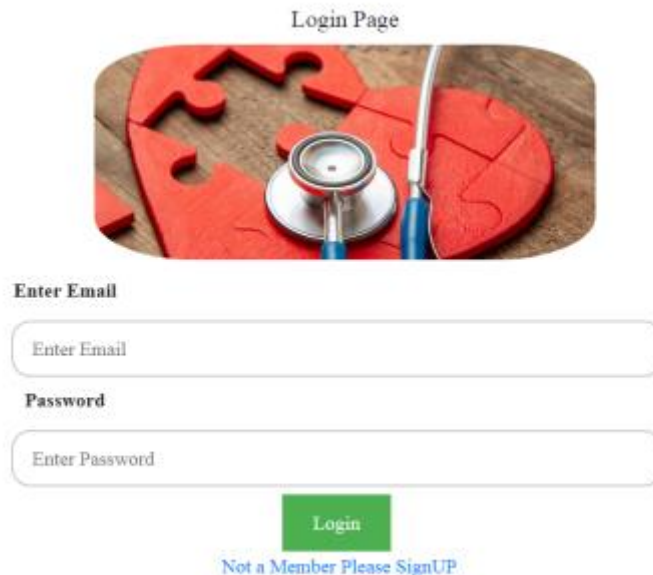 Login Page
Enter Email
Enter Email
Password
Enter Password
Login
Not a Member Please SignUP